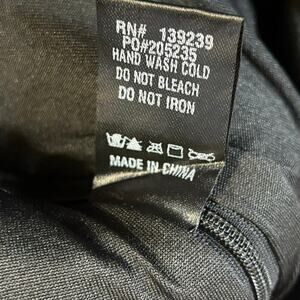 RN# 139239
PO#205235
HAND WASH COLD
DO NOT BLEACH
DO NOT IRON
MADE IN CHINA